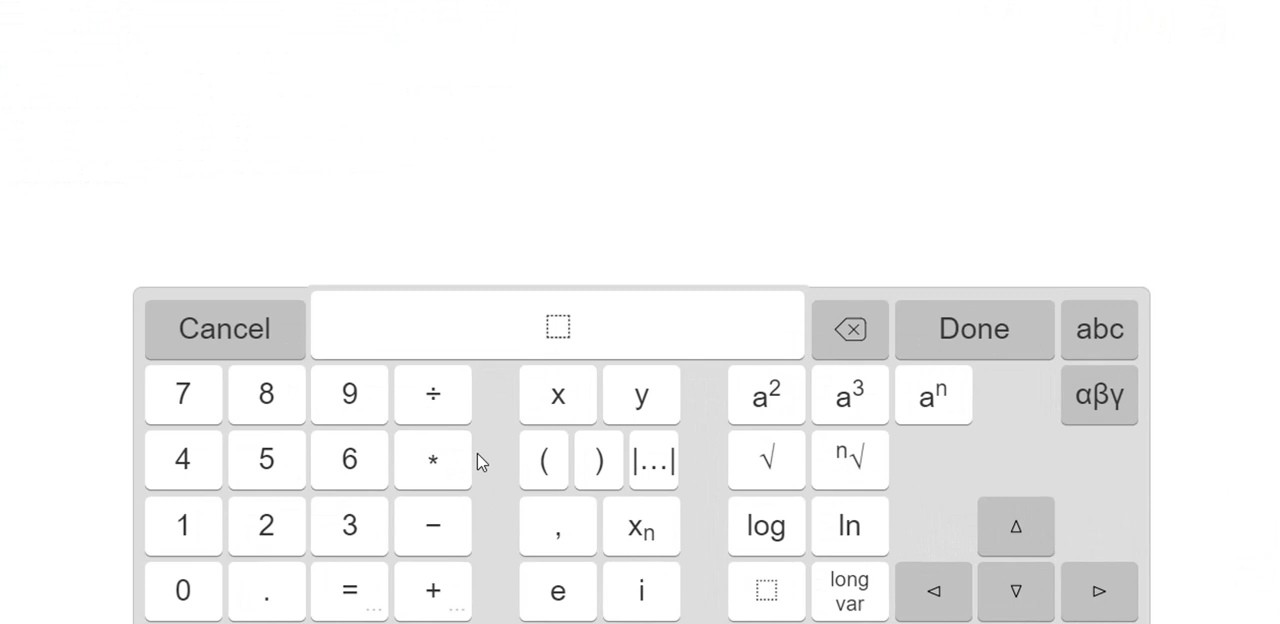 Cancel Done abc
7 8 9 ÷ x y a² a³ aⁿ αβγ
4 5 6 * ( ) |...| √ ⁿ√
1 2 3 − , xₙ log ln
0 . = ... + ... e i long var